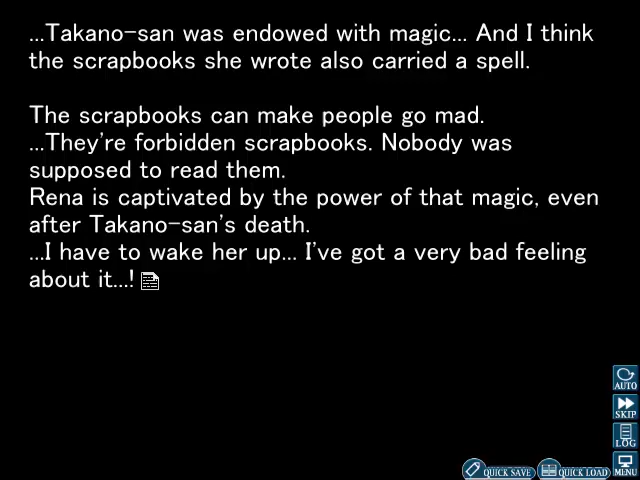 ...Takano-san was endowed with magic... And I think
the scrapbooks she wrote also carried a spell.
The scrapbooks can make people go mad.
...They're forbidden scrapbooks. Nobody was
supposed to read them.
Rena is captivated by the power of that magic, even
after Takano-san's death.
...I have to wake her up... I've got a very bad feeling
about it...!
AUTO
SKIP
LOG
QUICK SAVE
QUICK LOAD
MENU